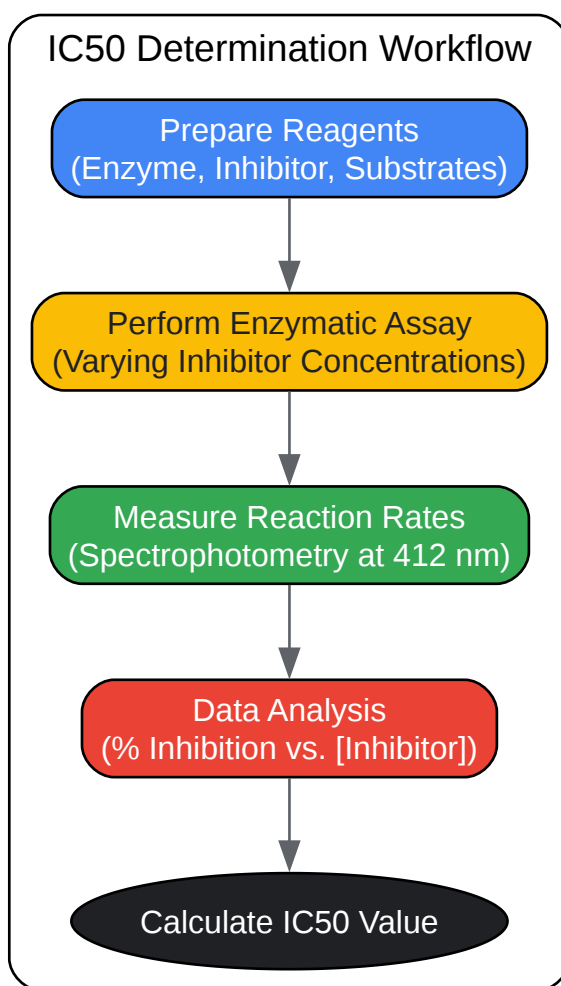 IC50 Determination Workflow
Prepare Reagents
(Enzyme, Inhibitor, Substrates)
Perform Enzymatic Assay
(Varying Inhibitor Concentrations)
Measure Reaction Rates
(Spectrophotometry at 412 nm)
Data Analysis
(% Inhibition vs. [Inhibitor])
Calculate IC50 Value